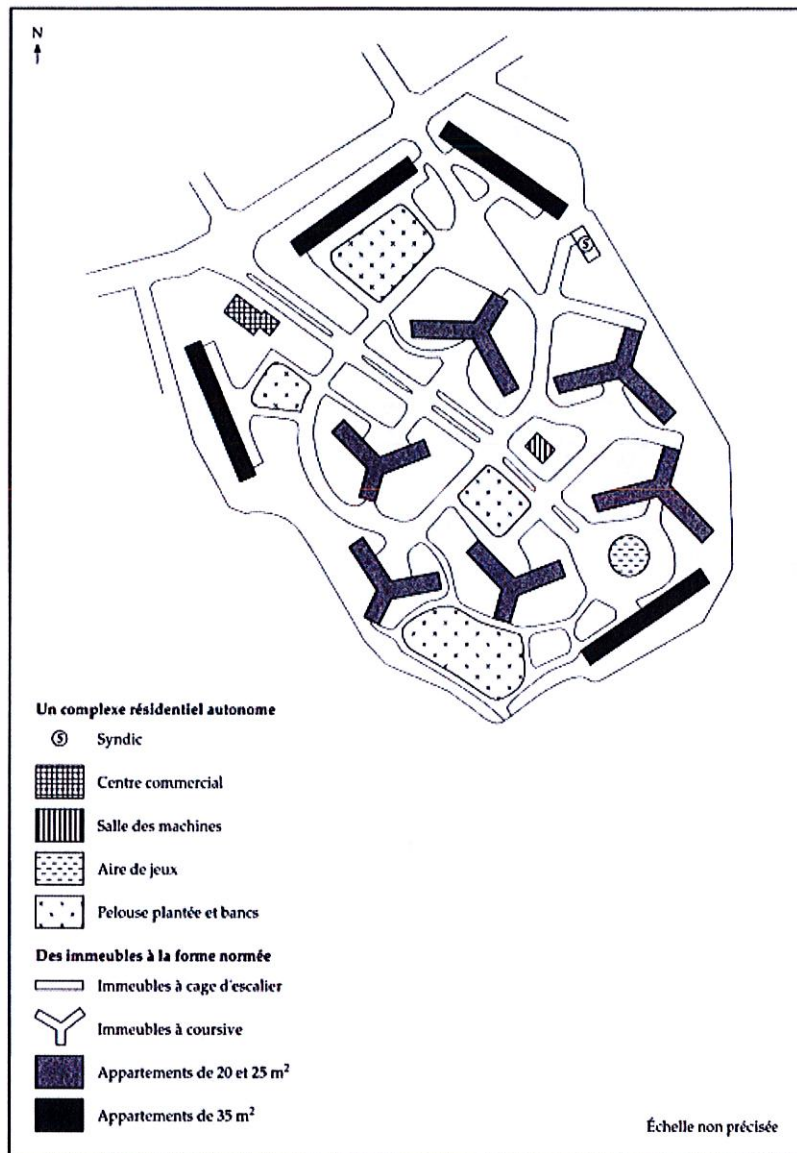 N
S
Un complexe résidentiel autonome
S Syndic
Centre commercial
Salle des machines
Aire de jeux
Pelouse plantée et bancs
Des immeubles à la forme normée
Immeubles à cage d'escalier
Immeubles à coursive
Appartements de 20 et 25 m²
Appartements de 35 m²
Échelle non précisée